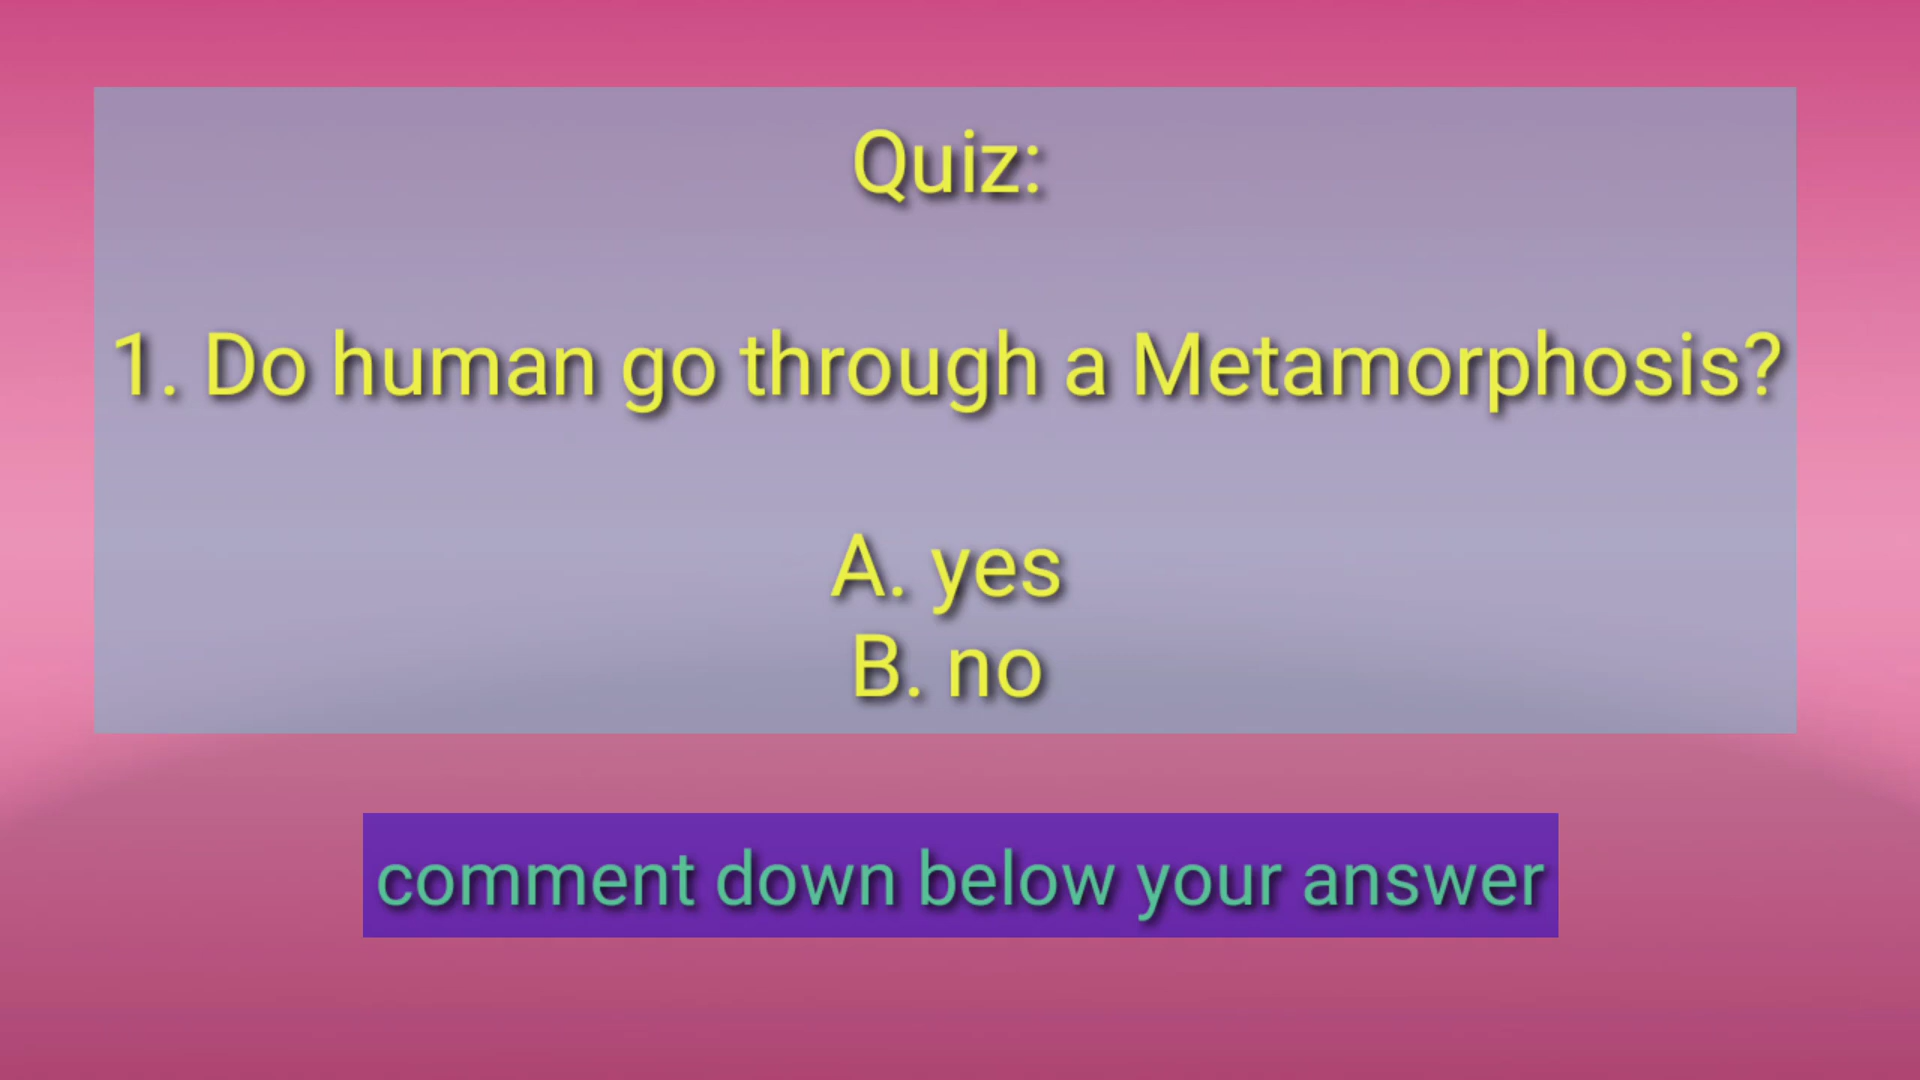 Quiz:
1. Do human go through a Metamorphosis?
A. yes
B. no
comment down below your answer